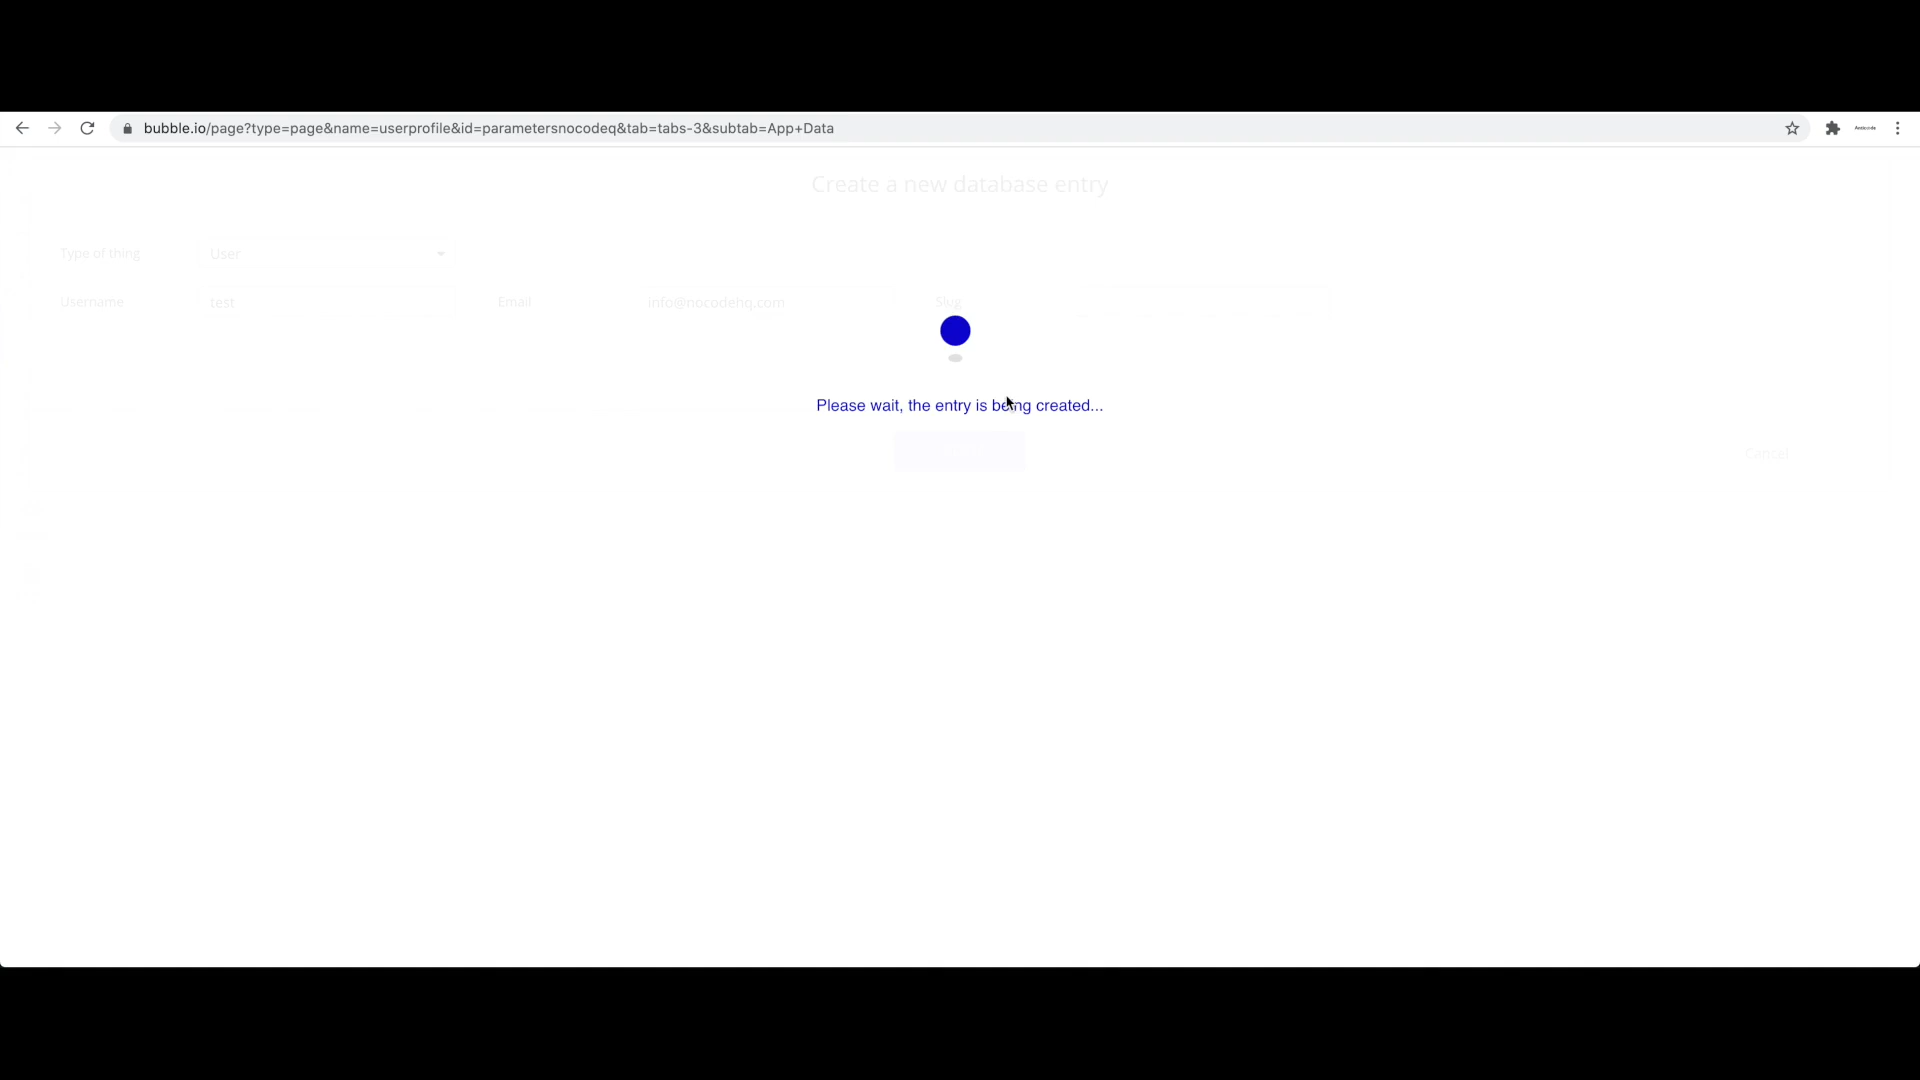 bubble.io/page?type=page&name=userprofile&id=parametersnocodeq&tab=tabs-3&subtab=App+Data
Create a new database entry
Type of thing User
Username test Email info@nocodehq.com Slug
Please wait, the entry is being created...
Cancel